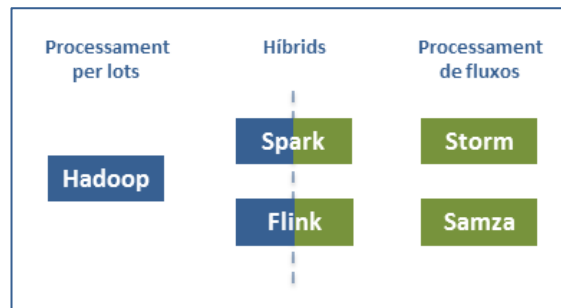 Processament
per lots
Híbrids
Processament
de fluxos
Hadoop
Spark
Flink
Storm
Samza